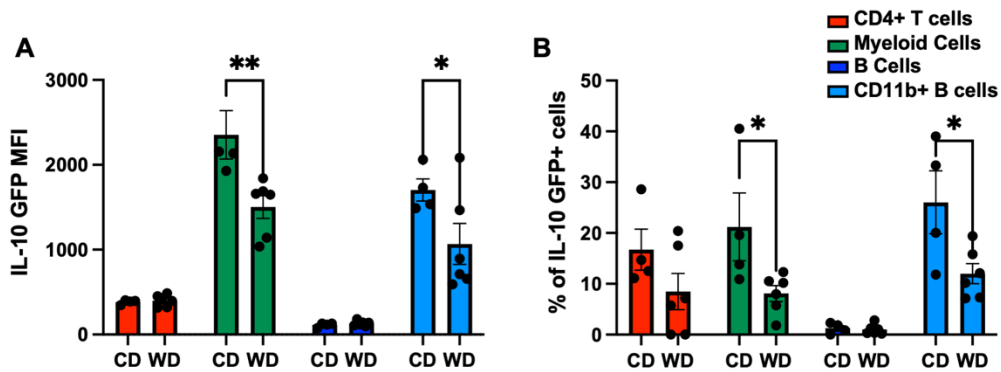 CD4+ T cells
Myeloid Cells
B Cells
CD11b+ B cells
A
IL-10 GFP MFI
3000
2000
1000
0
**
*
CD WD CD WD CD WD CD WD
B
% of IL-10 GFP+ cells
50
40
30
20
10
0
*
*
CD WD CD WD CD WD CD WD